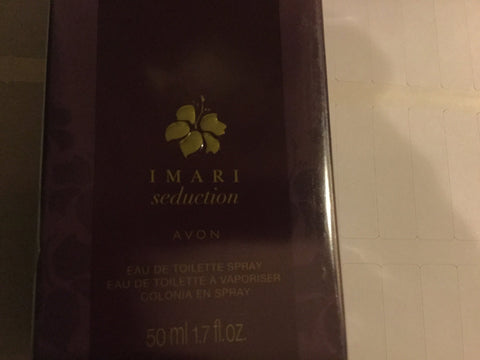 IMARI
seduction
AVON
EAU DE TOILETTE SPRAY
EAU DE TOILETTE À VAPORISER
COLONIA EN SPRAY
50 ml 1.7 fl.oz.